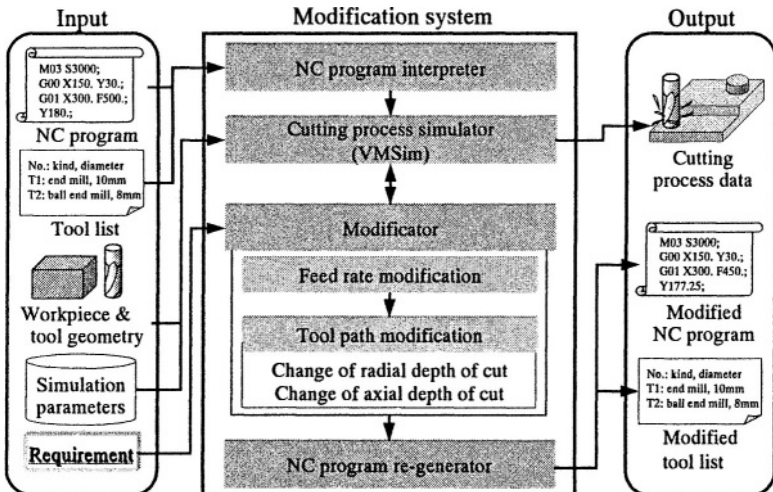 Input
M03 S3000;
G00 X150. Y30.;
G01 X300. F500.;
Y180.;
NC program
No.: kind, diameter
T1: end mill, 10mm
T2: ball end mill, 8mm
Tool list
Workpiece &
tool geometry
Simulation
parameters
Requirement
Modification system
NC program interpreter
Cutting process simulator
(VMSim)
Modificator
Feed rate modification
Tool path modification
Change of radial depth of cut
Change of axial depth of cut
NC program re-generator
Output
Cutting
process data
M03 S3000;
G00 X150. Y30.;
G01 X300. F450.;
Y177.25;
Modified
NC program
No.: kind, diameter
T1: end mill, 10mm
T2: ball end mill, 8mm
Modified
tool list